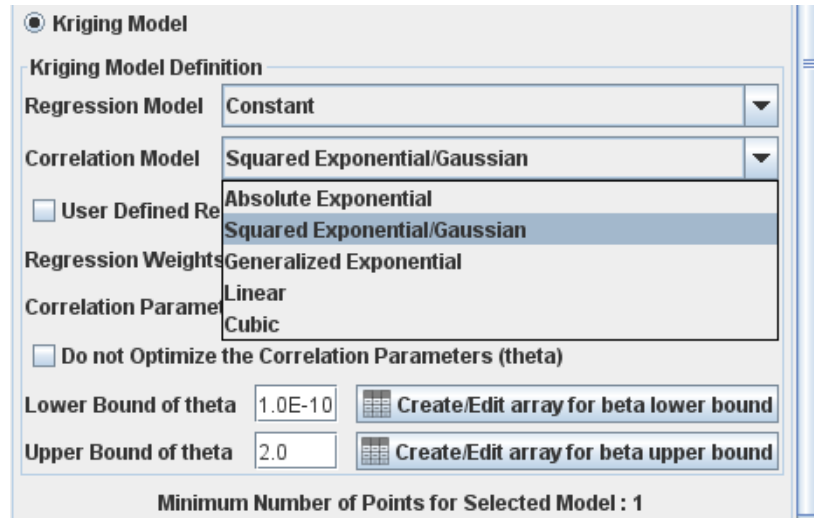 Kriging Model
Kriging Model Definition
Regression Model Constant
Correlation Model Squared Exponential/Gaussian
Absolute Exponential
User Defined Re
Squared Exponential/Gaussian
Regression Weights
Generalized Exponential
Linear
Correlation Paramet
Cubic
Do not Optimize the Correlation Parameters (theta)
Lower Bound of theta 1.0E-10 Create/Edit array for beta lower bound
Upper Bound of theta 2.0 Create/Edit array for beta upper bound
Minimum Number of Points for Selected Model : 1